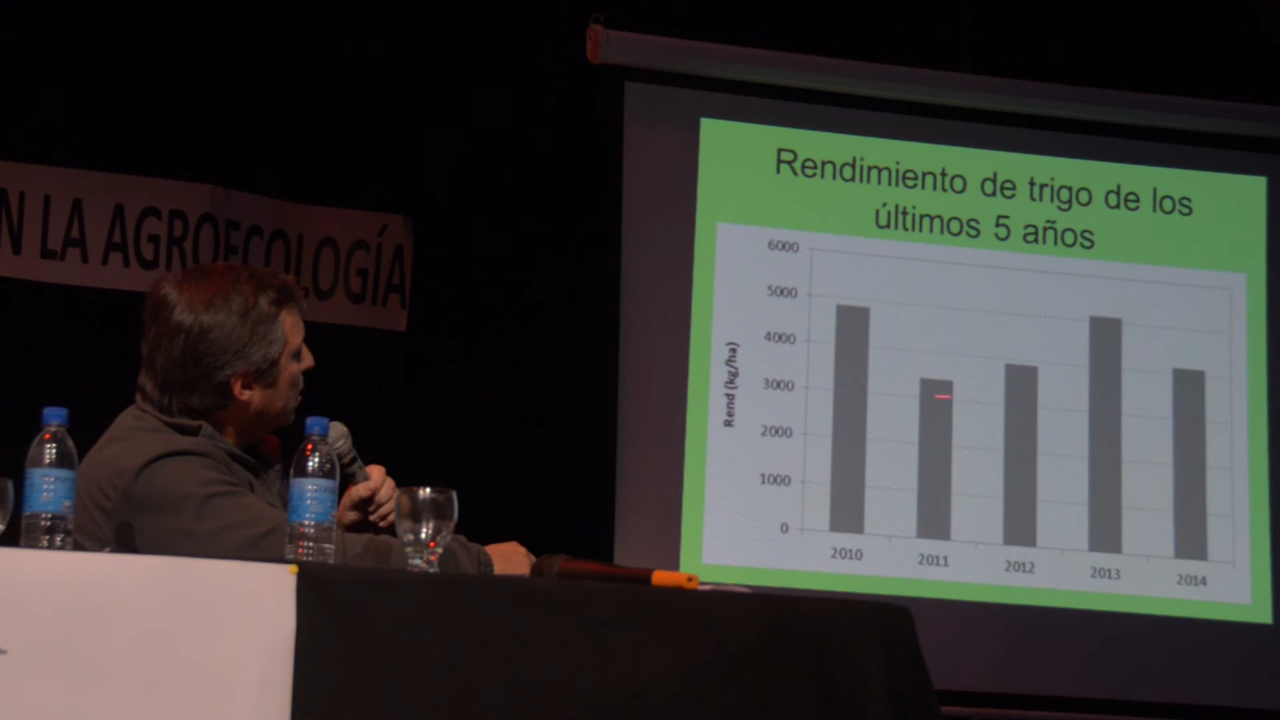 N LA AGROECOLOGÍA
Rendimiento de trigo de los
últimos 5 años
6000
5000
4000
3000
2000
1000
0
Rend (kg/ha)
2010 2011 2012 2013 2014